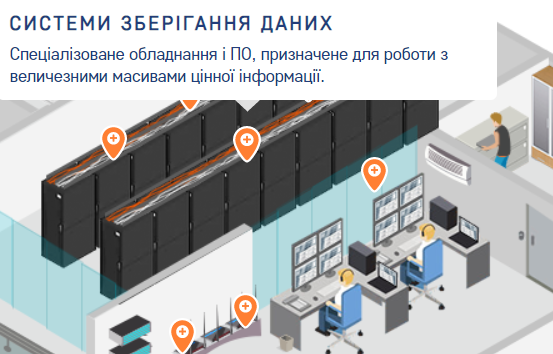 СИСТЕМИ ЗБЕРІГАННЯ ДАНИХ
Спеціалізоване обладнання і ПО, призначене для роботи з
величезними масивами цінної інформації.